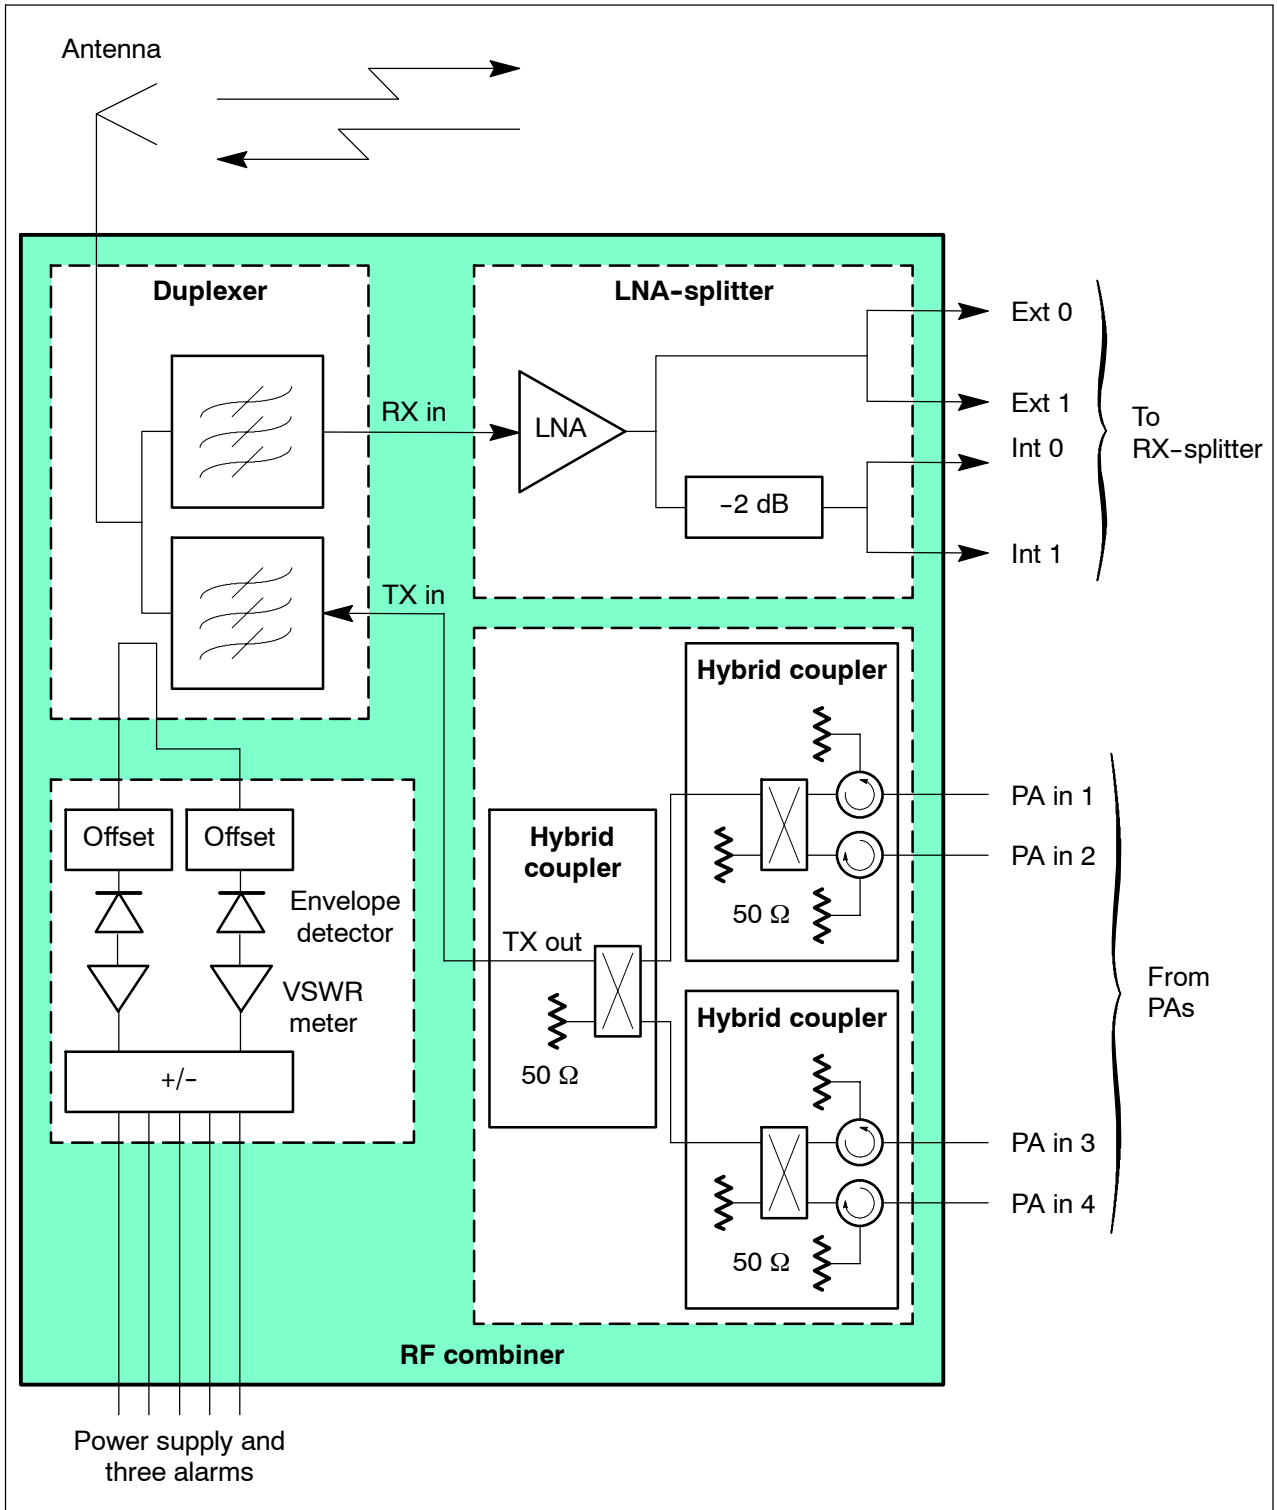 Antenna
Duplexer
LNA-splitter
Ext 0
Ext 1
Int 0
Int 1
To
RX-splitter
RX in
LNA
-2 dB
TX in
Hybrid coupler
PA in 1
PA in 2
50 Ω
Offset
Offset
Envelope
detector
VSWR
meter
+/-
Hybrid
coupler
TX out
50 Ω
From
PAs
Hybrid coupler
PA in 3
PA in 4
50 Ω
RF combiner
Power supply and
three alarms